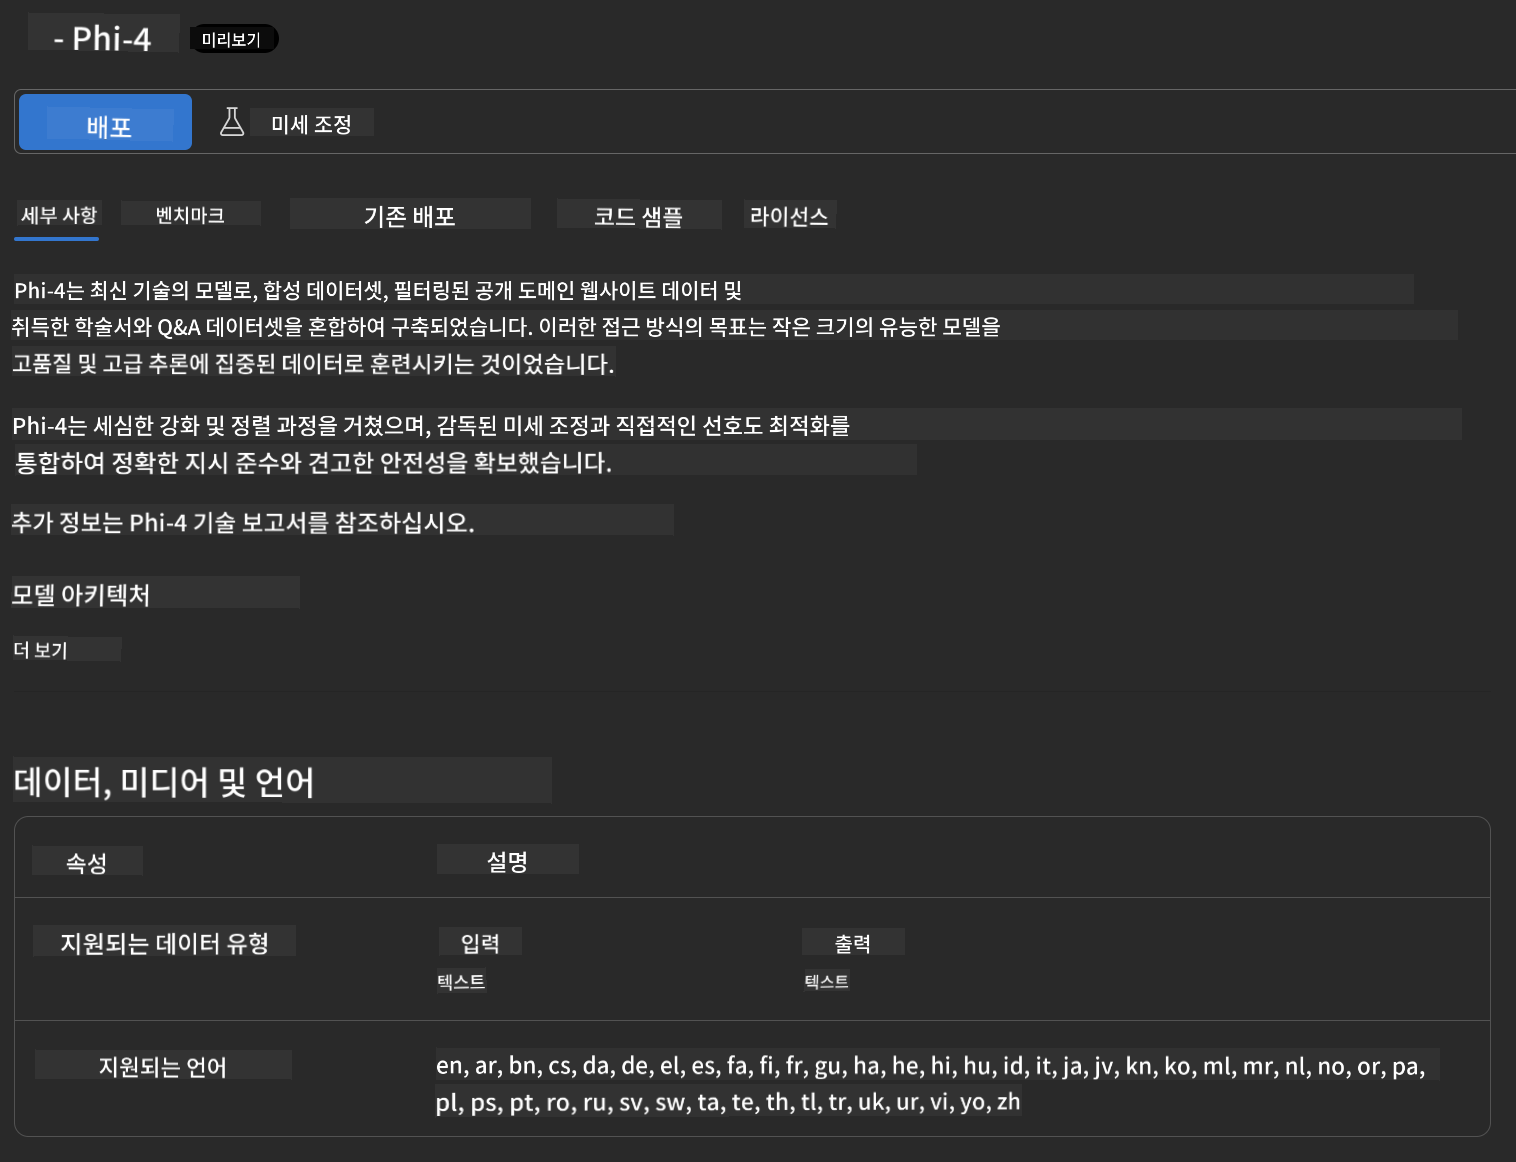 - Phi-4 미리보기
배포 미세 조정
세부 사항 벤치마크 기존 배포 코드 샘플 라이선스
Phi-4는 최신 기술의 모델로, 합성 데이터셋, 필터링된 공개 도메인 웹사이트 데이터 및
취득한 학술서와 Q&A 데이터셋을 혼합하여 구축되었습니다. 이러한 접근 방식의 목표는 작은 크기의 유능한 모델을
고품질 및 고급 추론에 집중된 데이터로 훈련시키는 것이었습니다.
Phi-4는 세심한 강화 및 정렬 과정을 거쳤으며, 감독된 미세 조정과 직접적인 선호도 최적화를
통합하여 정확한 지시 준수와 견고한 안전성을 확보했습니다.
추가 정보는 Phi-4 기술 보고서를 참조하십시오.
모델 아키텍처
더 보기
데이터, 미디어 및 언어
속성 설명
지원되는 데이터 유형 입력 출력
텍스트 텍스트
지원되는 언어 en, ar, bn, cs, da, de, el, es, fa, fi, fr, gu, ha, he, hi, hu, id, it, ja, jv, kn, ko, ml, mr, nl, no, or, pa,
pl, ps, pt, ro, ru, sv, sw, ta, te, th, tl, tr, uk, ur, vi, yo, zh